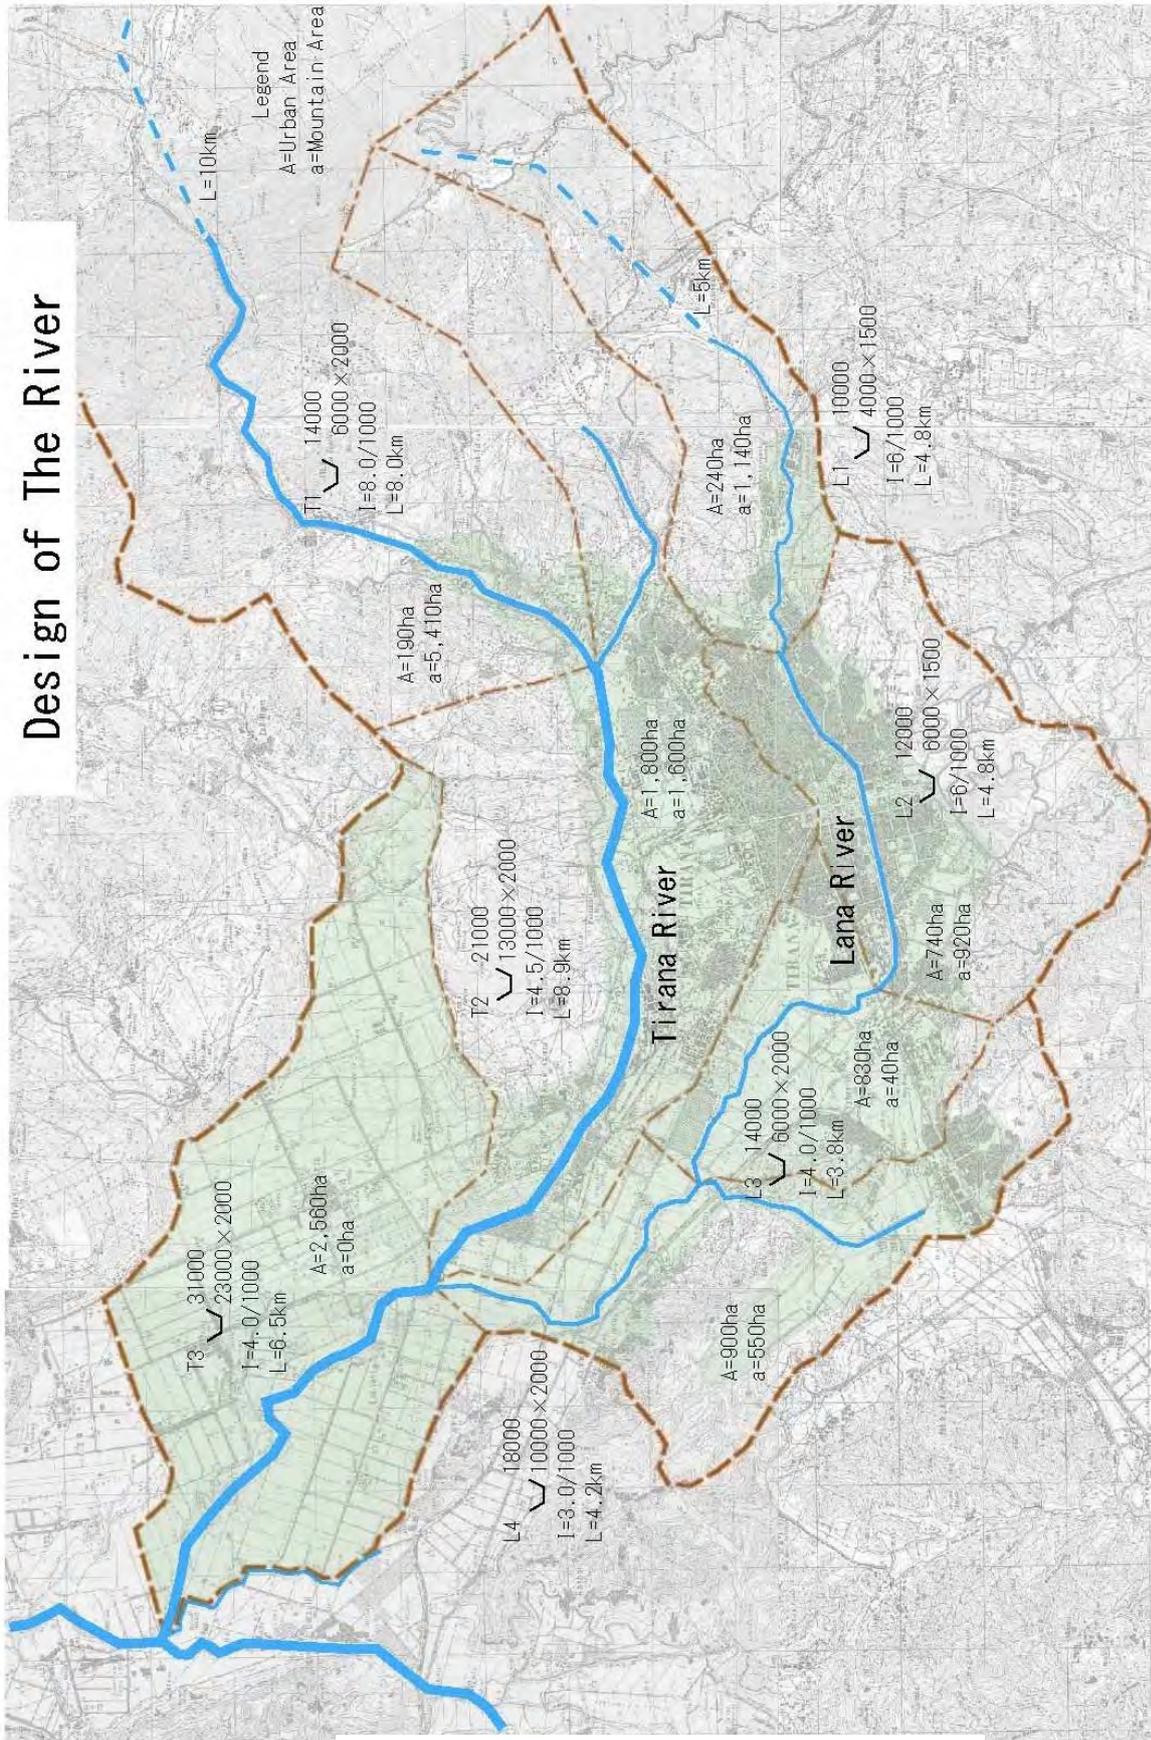 Design of The River
Legend
A=Urban Area
a=Mountain Area
L=10km
T1 14000
6000×2000
I=8.0/1000
L=8.0km
A=190ha
a=5,410ha
L=5km
A=240ha
a=1,140ha
L1 10000
4000×1500
I=6/1000
L=4.8km
T2 21000
13000×2000
I=4.5/1000
L=8.9km
A=1,800ha
a=1,600ha
Tirana River
Lana River
TIRANA
L2 12000
6000×1500
I=6/1000
L=4.8km
A=740ha
a=920ha
T3 31000
23000×2000
I=4.0/1000
L=6.5km
A=2,560ha
a=0ha
L3 14000
6000×2000
I=4.0/1000
L=3.8km
A=830ha
a=40ha
L4 18000
10000×2000
I=3.0/1000
L=4.2km
A=900ha
a=550ha